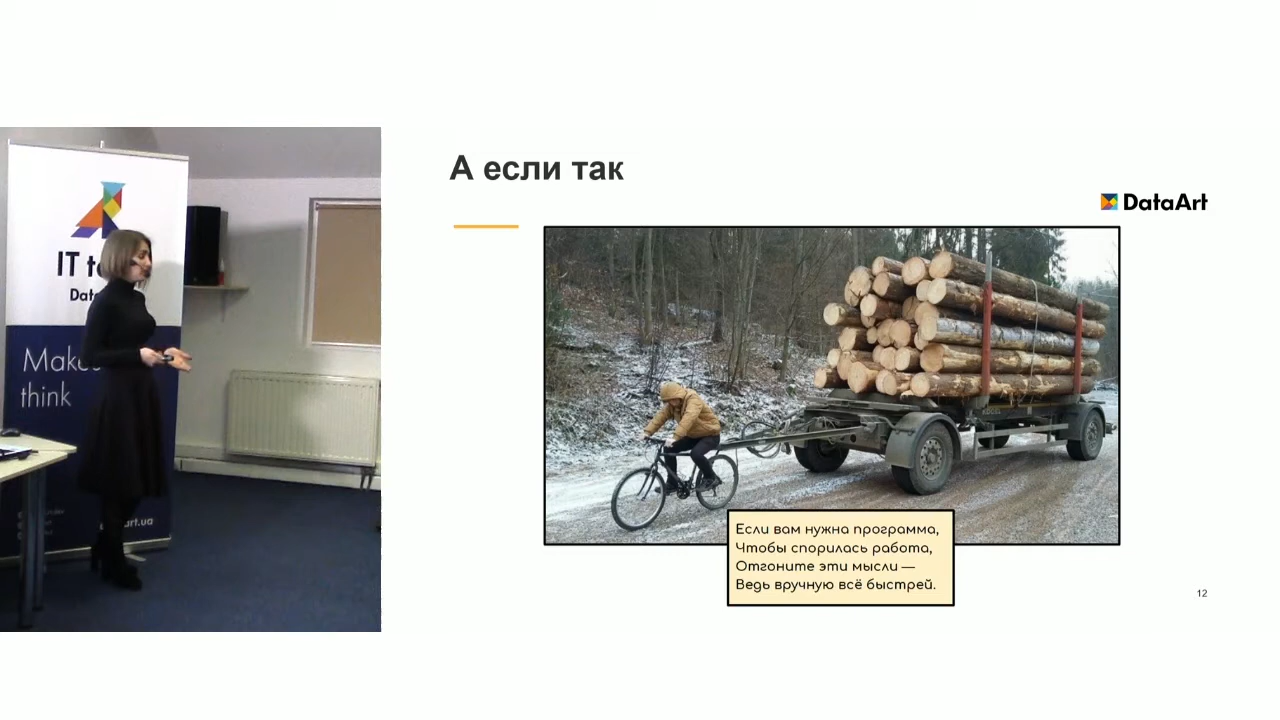 А если так
DataArt
IT
Make
think
KÖGEL
Если вам нужна программа,
Чтобы спорилась работа,
Отгоните эти мысли —
Ведь вручную всё быстрей.
12